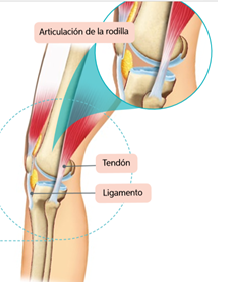 Articulación de la rodilla
Tendón
Ligamento